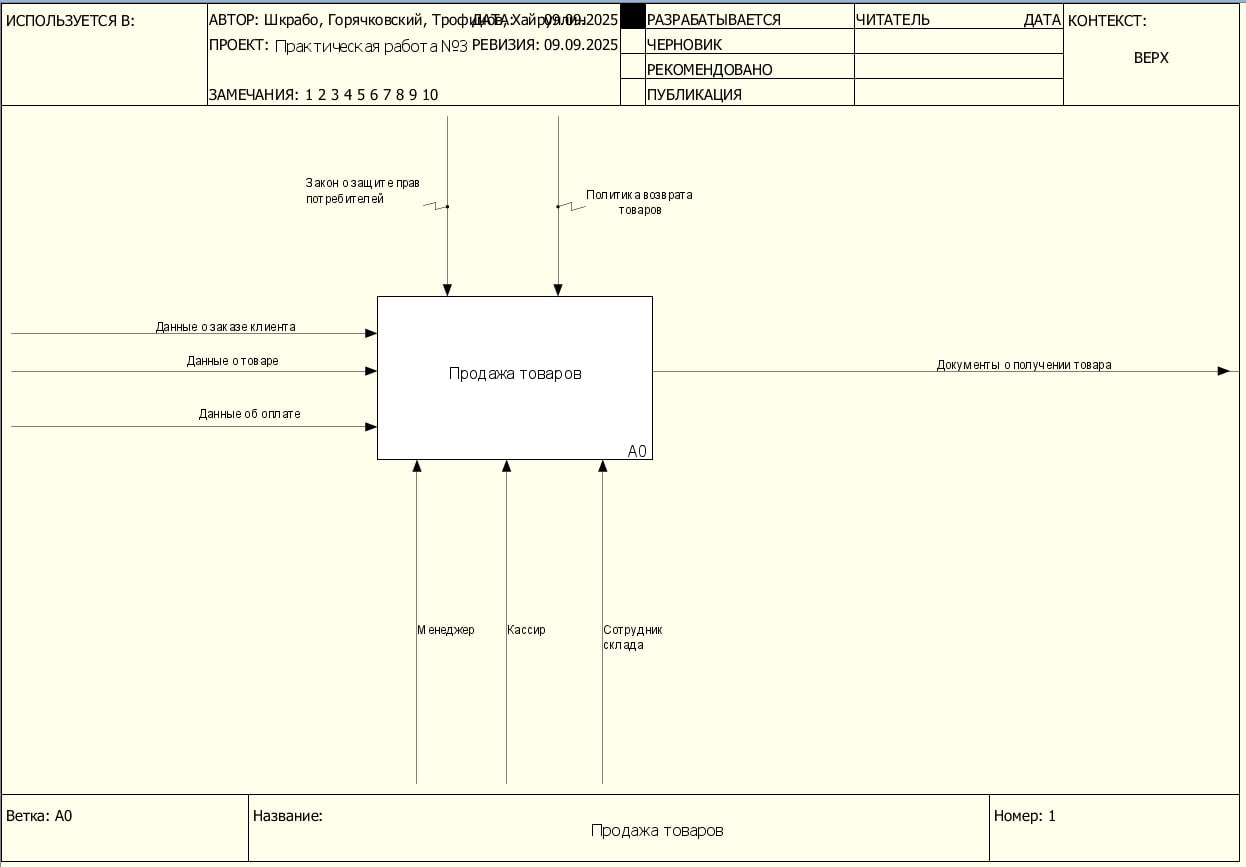 ИСПОЛЬЗУЕТСЯ В:
АВТОР: Шкрабо, Горячковский, Трофимов, Хайруллин
ДАТА: 09.09.2025
РАЗРАБАТЫВАЕТСЯ
ЧИТАТЕЛЬ
ДАТА
КОНТЕКСТ:
ПРОЕКТ: Практическая работа №3
РЕВИЗИЯ: 09.09.2025
ЧЕРНОВИК
ВЕРХ
РЕКОМЕНДОВАНО
ЗАМЕЧАНИЯ: 1 2 3 4 5 6 7 8 9 10
ПУБЛИКАЦИЯ
Закон о защите прав
потребителей
Политика возврата
товаров
Данные о заказе клиента
Данные о товаре
Данные об оплате
Продажа товаров
A0
Документы о получении товара
Менеджер
Кассир
Сотрудник
склада
Ветка: A0
Название:
Продажа товаров
Номер: 1